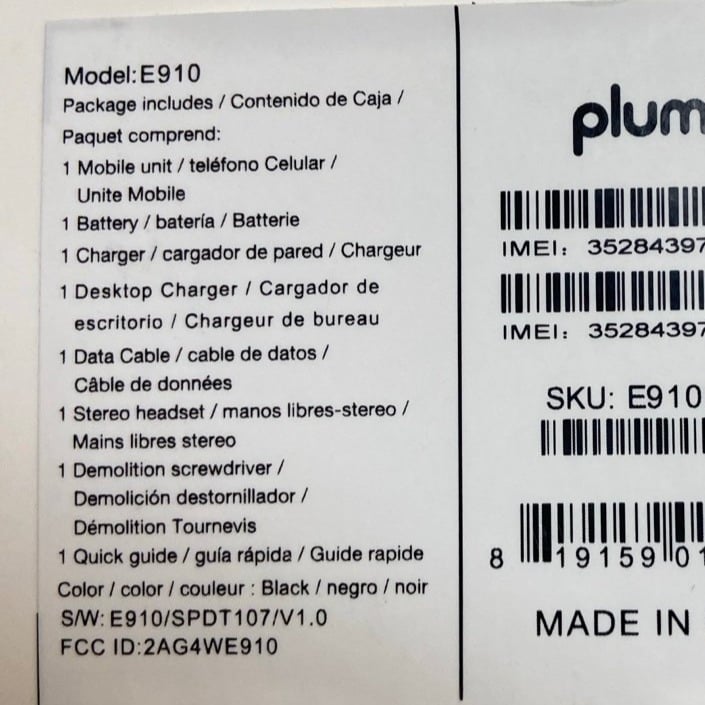 Model:E910
Package includes / Contenido de Caja /
Paquet comprend:
1 Mobile unit / teléfono Celular /
Unite Mobile
1 Battery / batería / Batterie
1 Charger / cargador de pared / Chargeur
1 Desktop Charger / Cargador de
escritorio / Chargeur de bureau
1 Data Cable / cable de datos /
Câble de données
1 Stereo headset / manos libres-stereo /
Mains libres stereo
1 Demolition screwdriver /
Demolición destornillador /
Démolition Tournevis
1 Quick guide / guía rápida / Guide rapide
Color / color / couleur : Black / negro / noir
S/W: E910/SPDT107/V1.0
FCC ID:2AG4WE910
plum
IMEI: 35284397
IMEI: 35284397
SKU: E910
8 19159 01
MADE IN